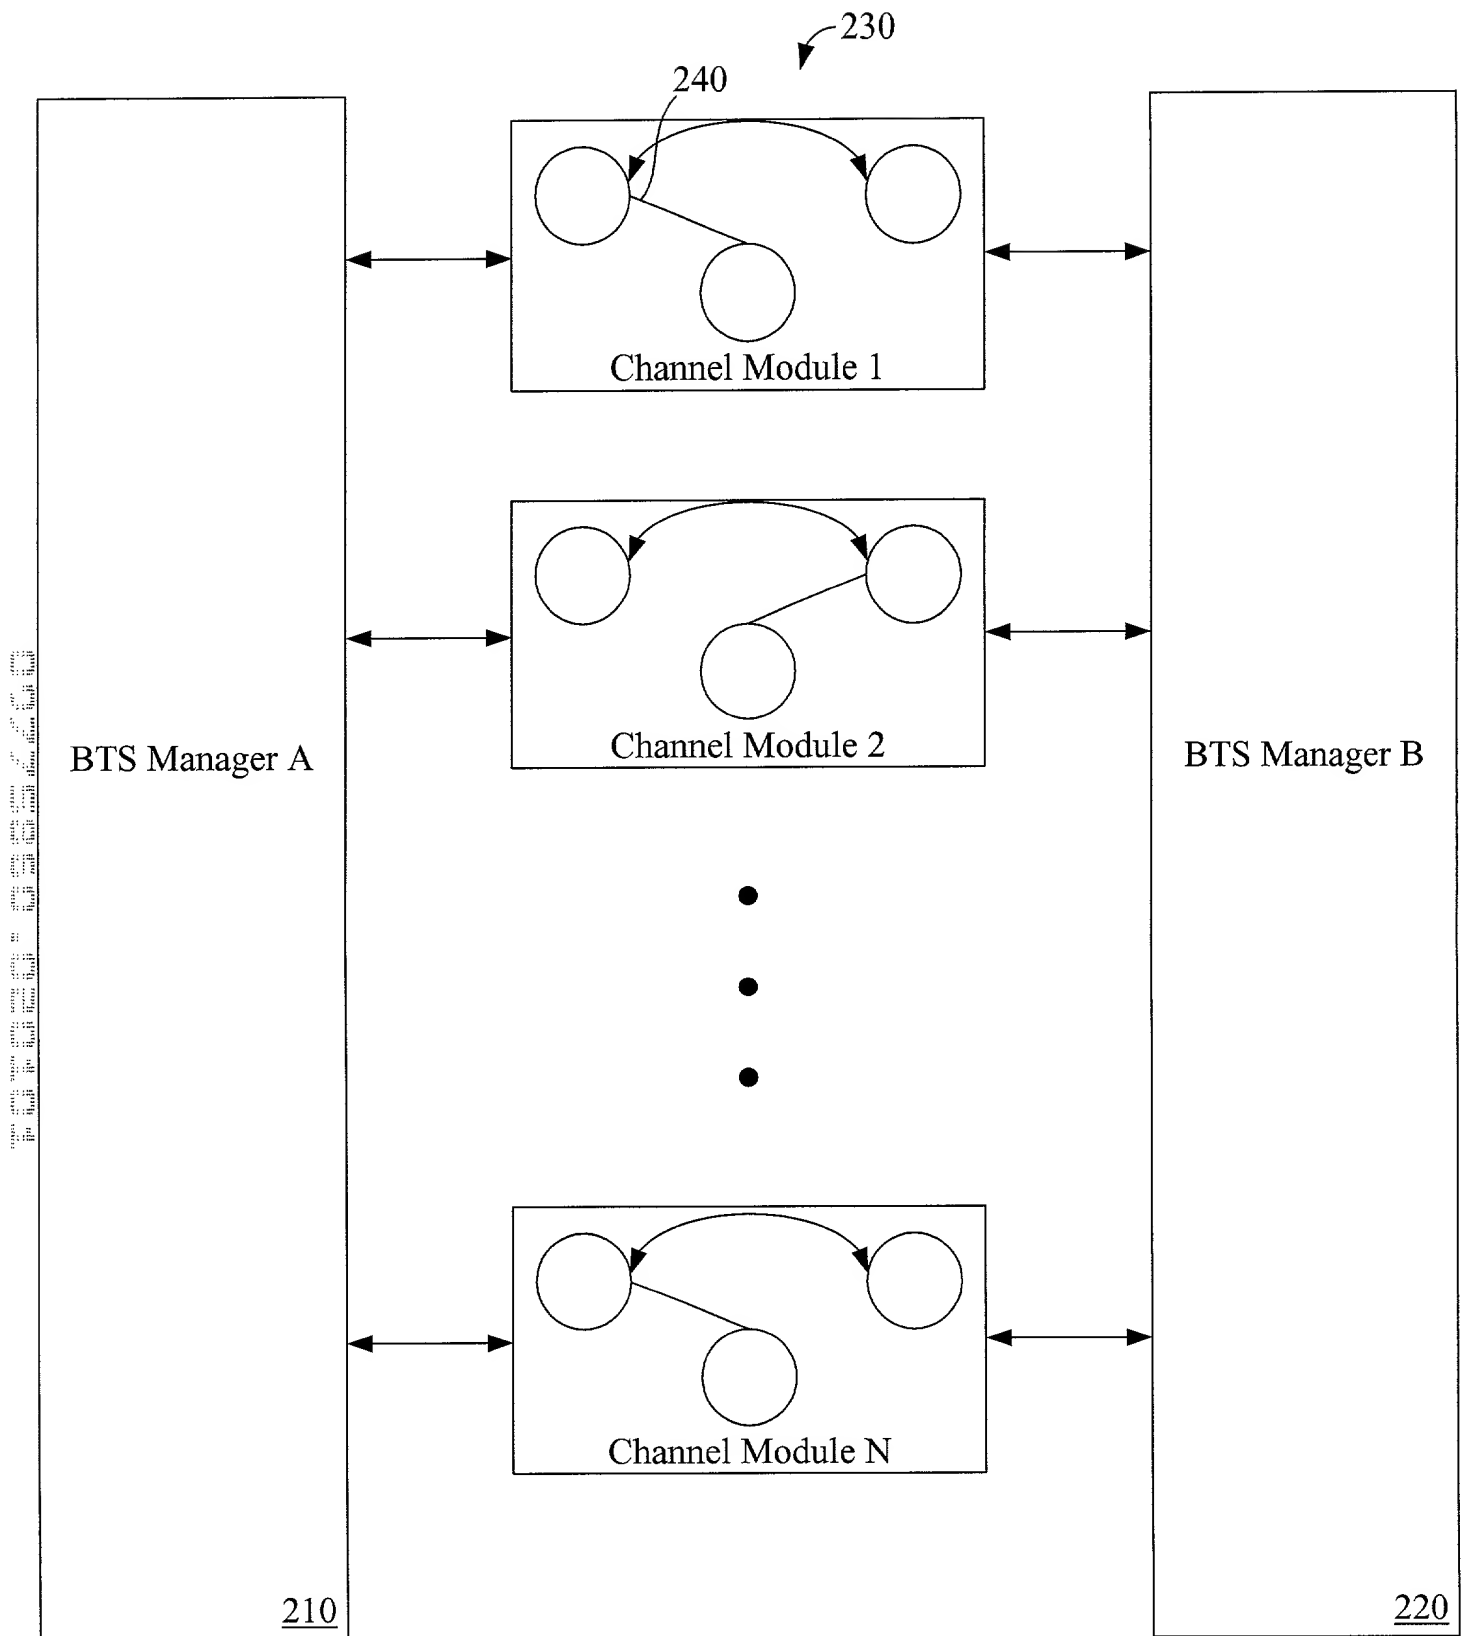 230
240
Channel Module 1
Channel Module 2
BTS Manager A
BTS Manager B
Channel Module N
210
220